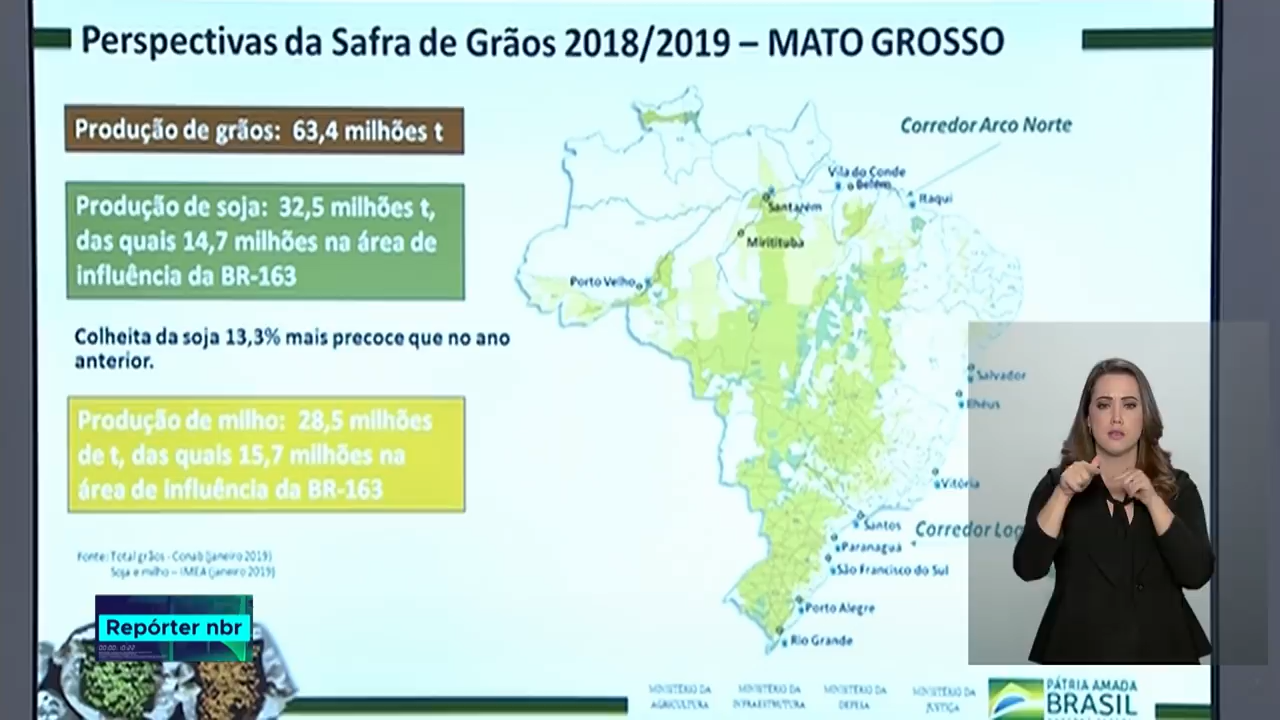 Perspectivas da Safra de Grãos 2018/2019 – MATO GROSSO
Produção de grãos: 63,4 milhões t
Produção de soja: 32,5 milhões t,
das quais 14,7 milhões na área de
influência da BR-163
Colheita da soja 13,3% mais precoce que no ano
anterior.
Produção de milho: 28,5 milhões
de t, das quais 15,7 milhões na
área de influência da BR-163
Fonte: Total grãos - Conab (janeiro 2019)
Soja e milho – IMEA (janeiro 2019)
Corredor Arco Norte
Vila do Conde
Belém
Itaqui
Santarém
Miritituba
Porto Velho
Salvador
Ilhéus
Vitória
Santos
Corredor Log
Paranaguá
São Francisco do Sul
Porto Alegre
Rio Grande
Repórter nbr
MINISTÉRIO DA
AGRICULTURA
MINISTÉRIO DA
INFRAESTRUTURA
MINISTÉRIO DA
DEFESA
MINISTÉRIO DA
JUSTIÇA
PÁTRIA AMADA
BRASIL